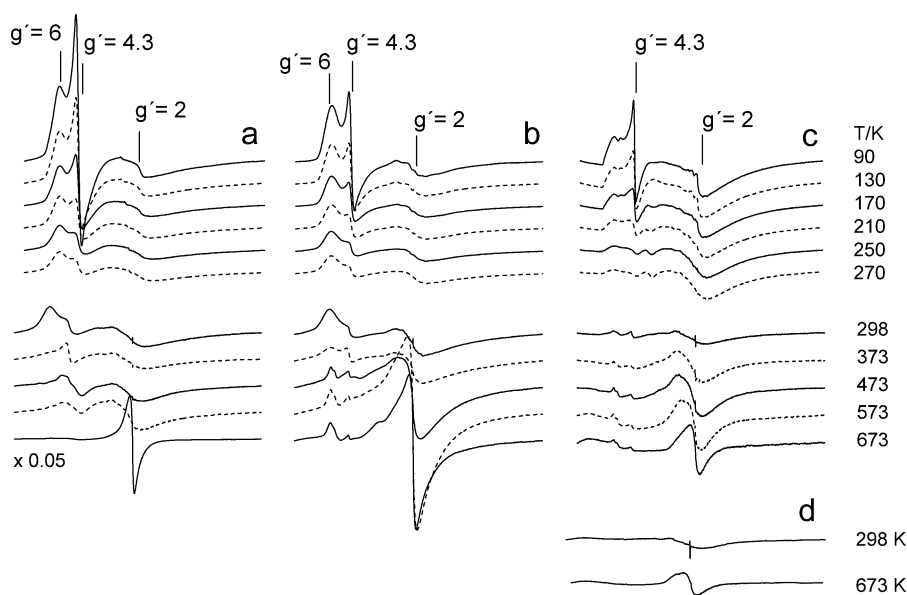 g´= 6
g´= 4.3
g´= 2
a
g´= 6
g´= 4.3
g´= 2
b
g´= 4.3
g´= 2
c
T/K
90
130
170
210
250
270
298
373
473
573
673
x 0.05
d
298 K
673 K